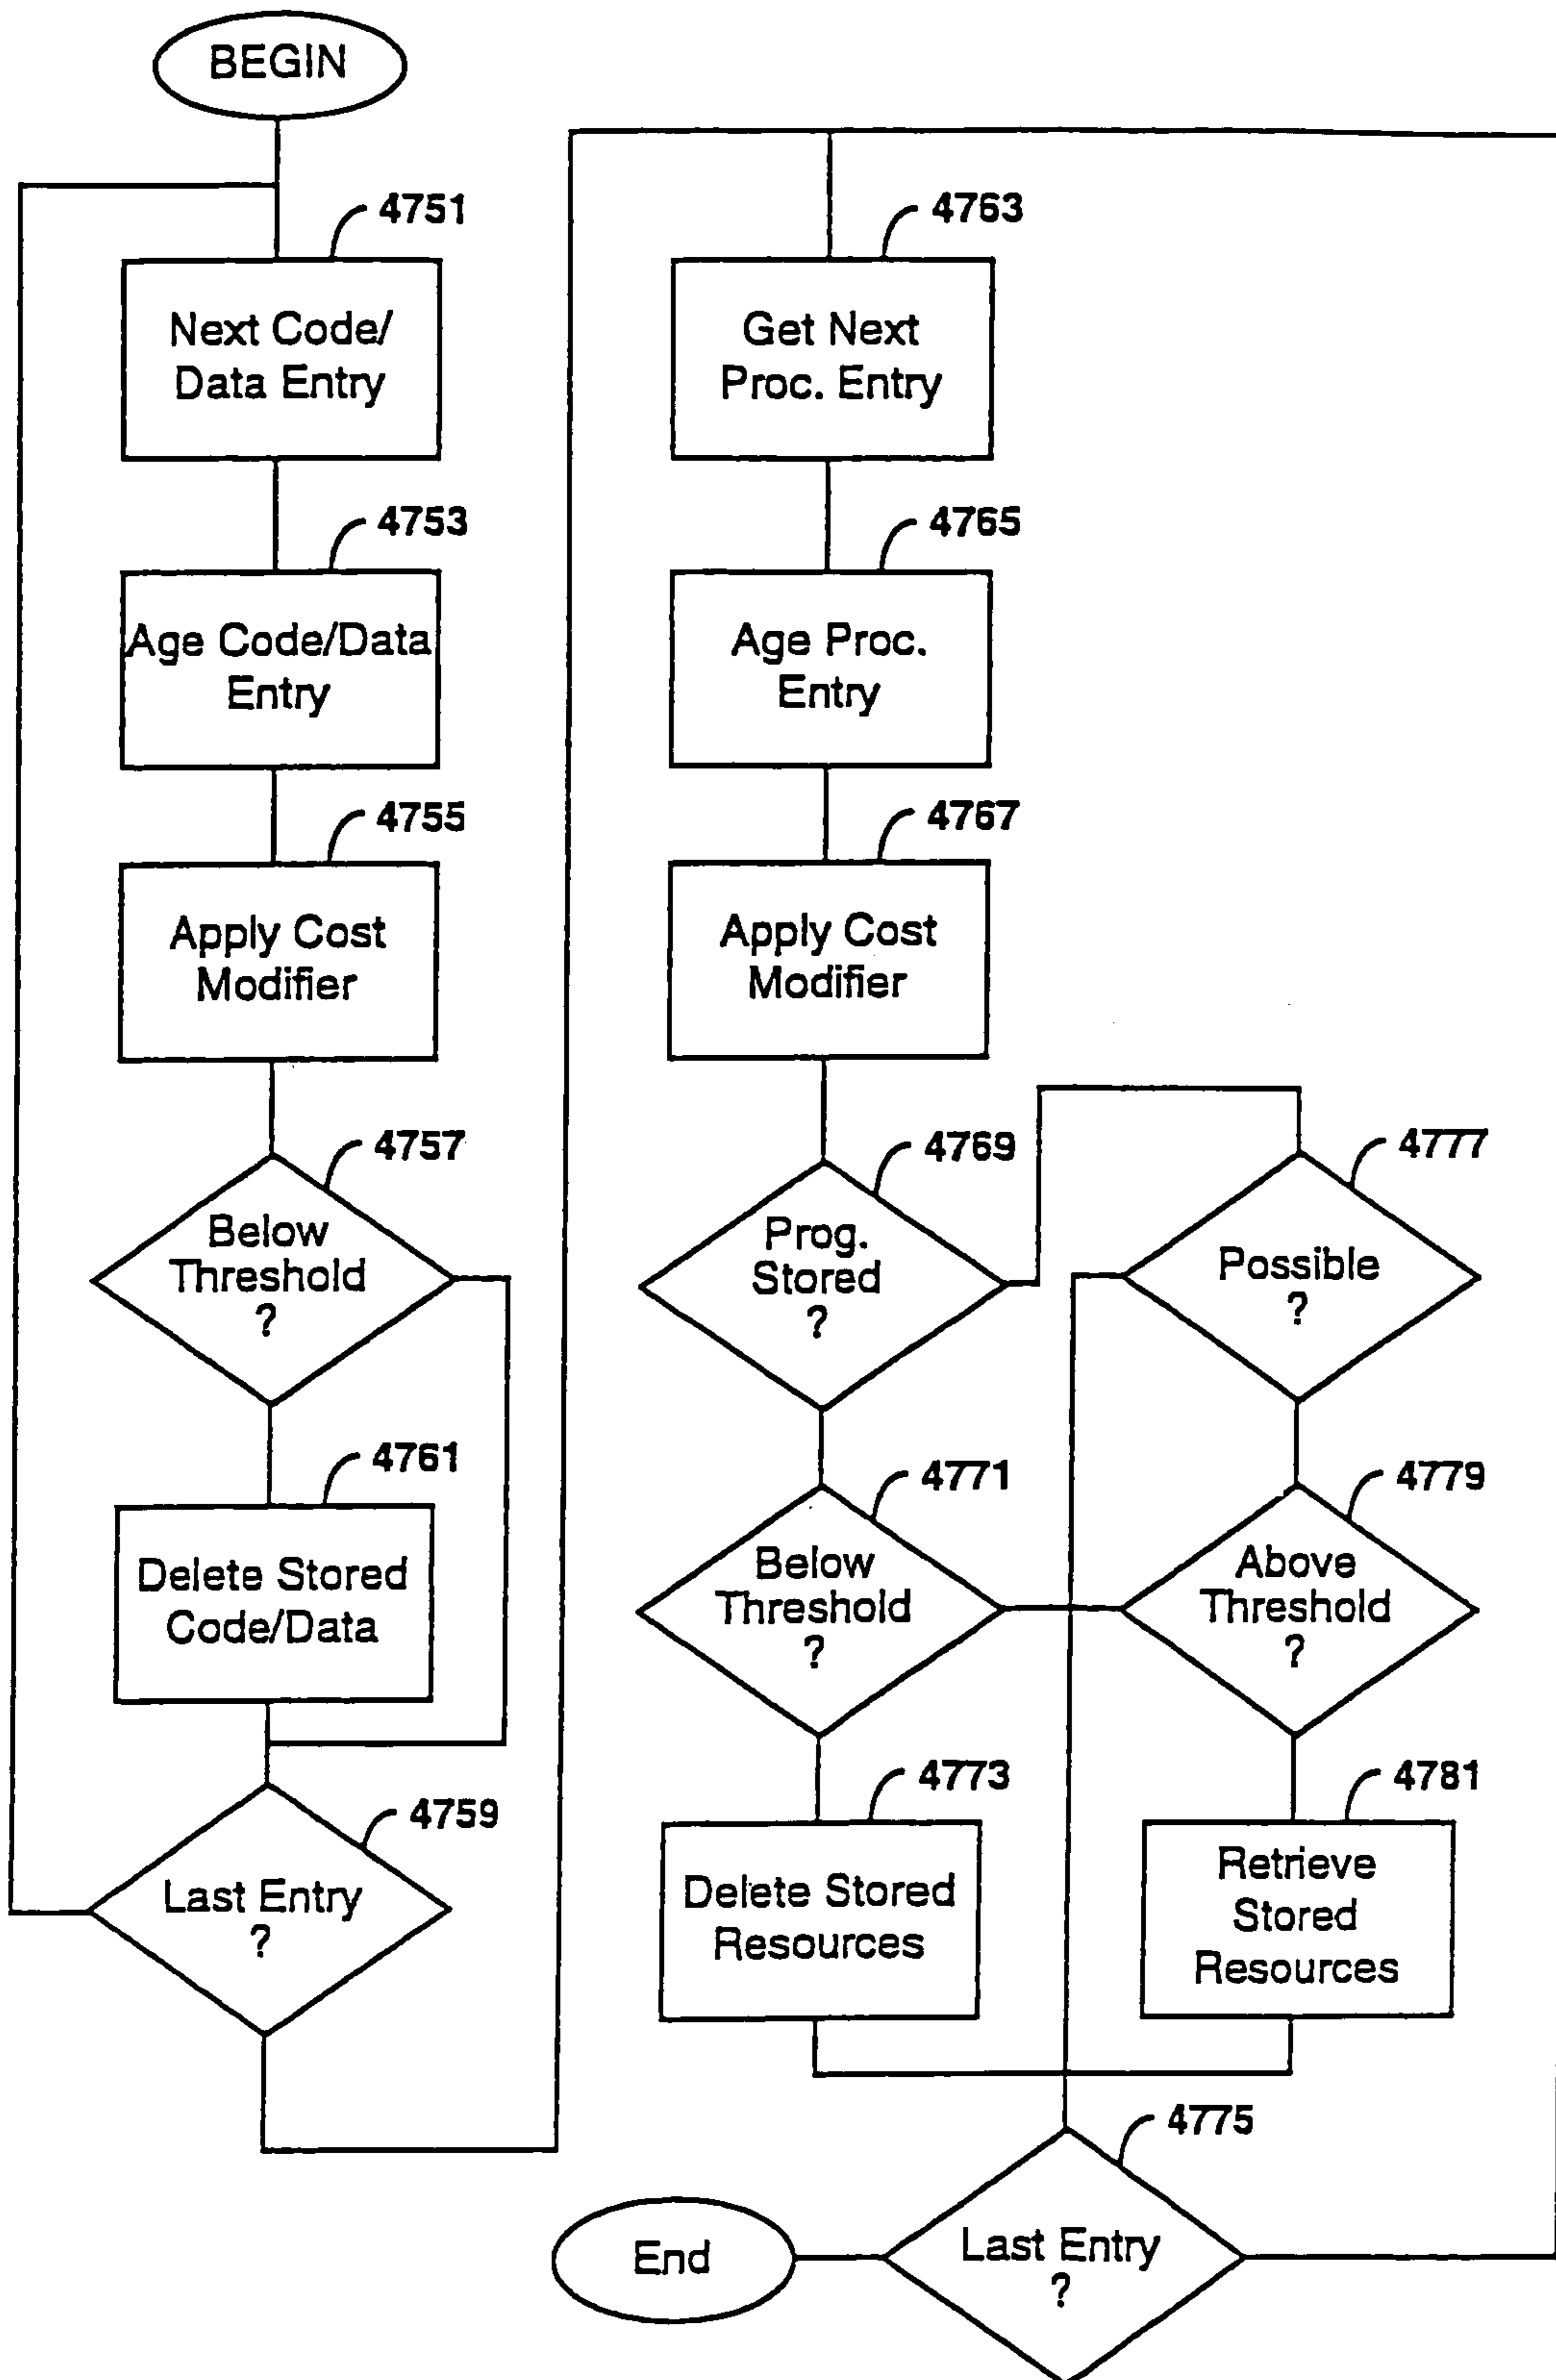 BEGIN
4751
Next Code/
Data Entry
4753
Age Code/Data
Entry
4755
Apply Cost
Modifier
4757
Below
Threshold
?
4761
Delete Stored
Code/Data
4759
Last Entry
?
4763
Get Next
Proc. Entry
4765
Age Proc.
Entry
4767
Apply Cost
Modifier
4769
Prog.
Stored
?
4777
Possible
?
4771
Below
Threshold
?
4779
Above
Threshold
?
4773
Delete Stored
Resources
4781
Retrieve
Stored
Resources
4775
Last Entry
?
End